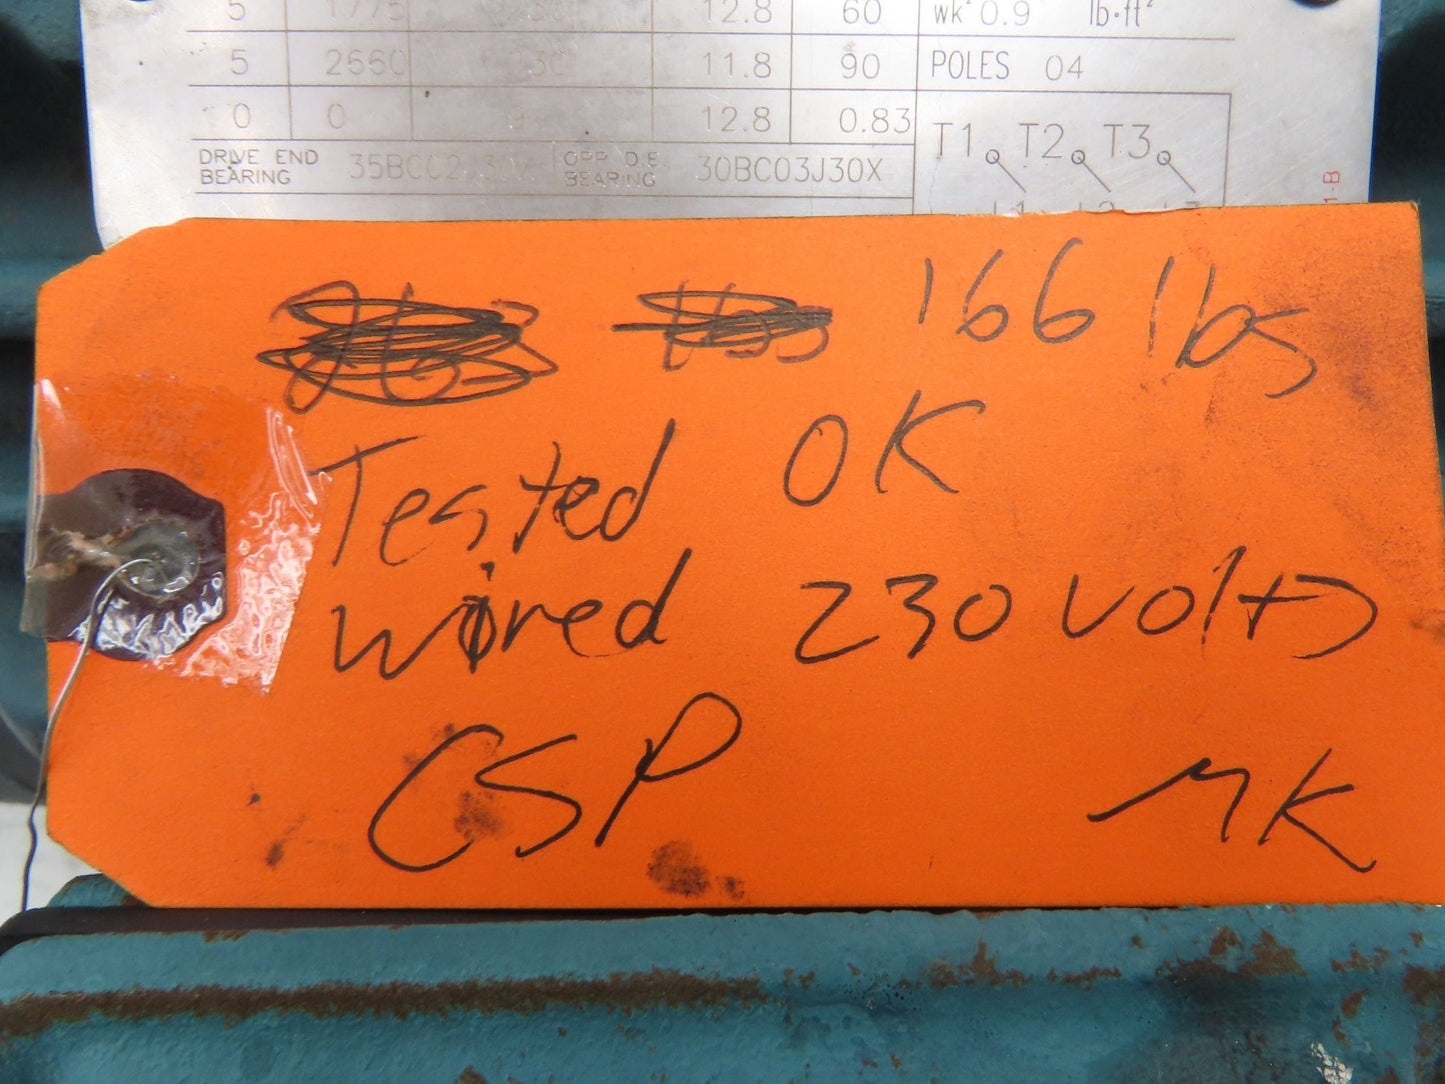 5 1775 12.8 60 wk² 0.9 lb·ft²
5 2660 30 11.8 90 POLES 04
0 0 12.8 0.83
T1 T2 T3
DRIVE END BEARING OPP D.E. BEARING 30BC03J30X
166 lbs
Tested OK
wired 230 volts
CSP MK